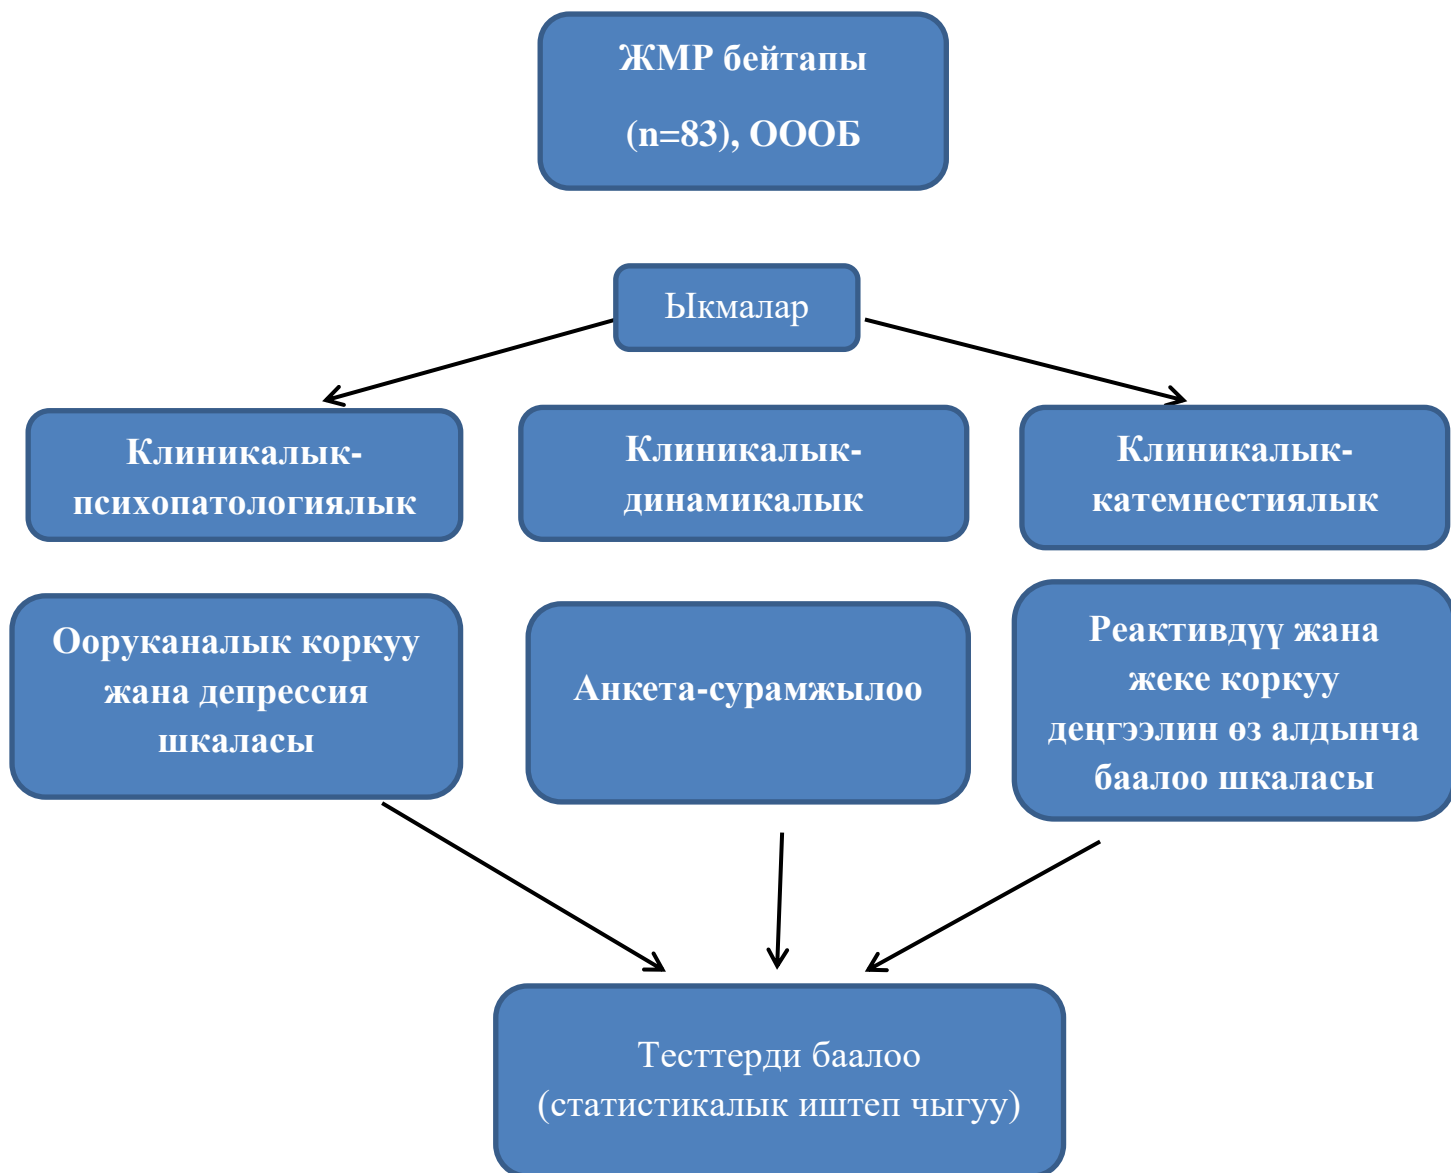 ЖМР бейтапы
(n=83), ОООБ
Ыкмалар
Клиникалык-
психопатологиялык
Клиникалык-
динамикалык
Клиникалык-
катемнестиялык
Ооруканалык коркуу
жана депрессия
шкаласы
Анкета-сурамжылоо
Реактивдүү жана
жеке коркуу
деңгээлин өз алдынча
баалоо шкаласы
Тесттерди баалоо
(статистикалык иштеп чыгуу)